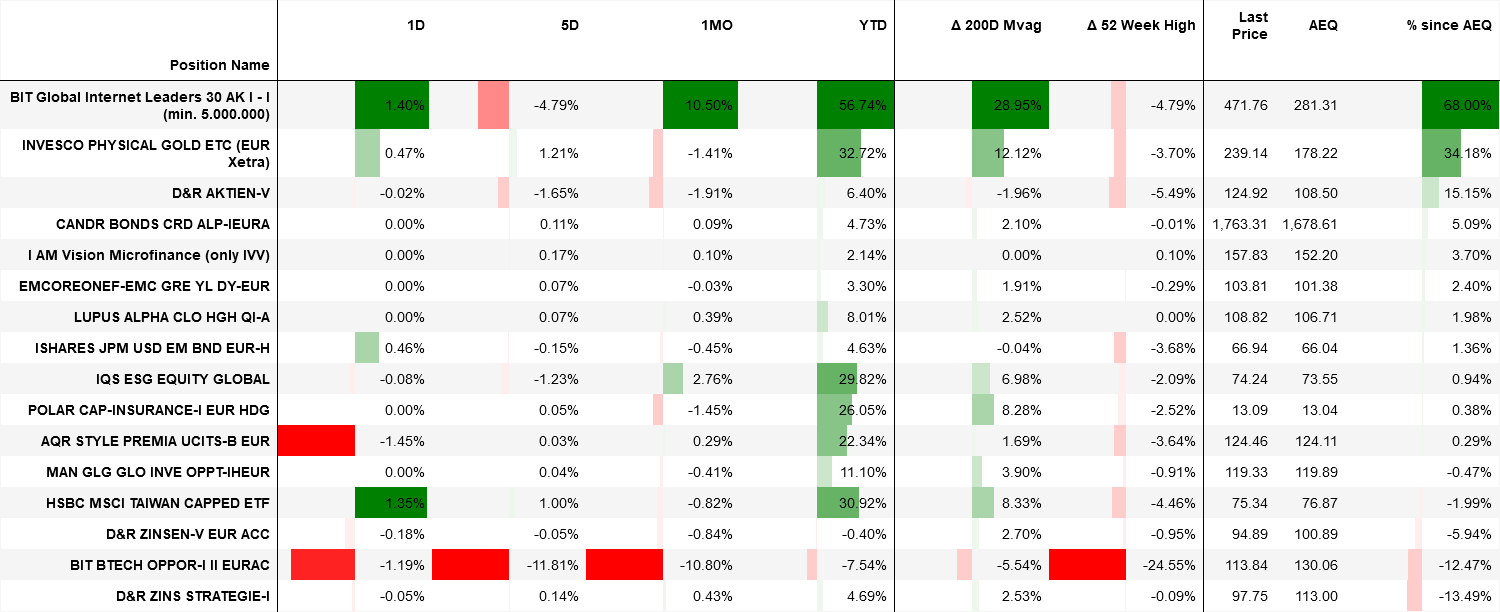 Position Name 1D 5D 1MO YTD Δ 200D Mvag Δ 52 Week High Last Price AEQ % since AEQ
BIT Global Internet Leaders 30 AK I - I
(min. 5.000.000) 1.40% -4.79% 10.50% 56.74% 28.95% -4.79% 471.76 281.31 68.00%
INVESCO PHYSICAL GOLD ETC (EUR
Xetra) 0.47% 1.21% -1.41% 32.72% 12.12% -3.70% 239.14 178.22 34.18%
D&R AKTIEN-V -0.02% -1.65% -1.91% 6.40% -1.96% -5.49% 124.92 108.50 15.15%
CANDR BONDS CRD ALP-IEURA 0.00% 0.11% 0.09% 4.73% 2.10% -0.01% 1,763.31 1,678.61 5.09%
I AM Vision Microfinance (only IVV) 0.00% 0.17% 0.10% 2.14% 0.00% 0.10% 157.83 152.20 3.70%
EMCOREONEF-EMC GRE YL DY-EUR 0.00% 0.07% -0.03% 3.30% 1.91% -0.29% 103.81 101.38 2.40%
LUPUS ALPHA CLO HGH QI-A 0.00% 0.07% 0.39% 8.01% 2.52% 0.00% 108.82 106.71 1.98%
ISHARES JPM USD EM BND EUR-H 0.46% -0.15% -0.45% 4.63% -0.04% -3.68% 66.94 66.04 1.36%
IQS ESG EQUITY GLOBAL -0.08% -1.23% 2.76% 29.82% 6.98% -2.09% 74.24 73.55 0.94%
POLAR CAP-INSURANCE-I EUR HDG 0.00% 0.05% -1.45% 26.05% 8.28% -2.52% 13.09 13.04 0.38%
AQR STYLE PREMIA UCITS-B EUR -1.45% 0.03% 0.29% 22.34% 1.69% -3.64% 124.46 124.11 0.29%
MAN GLG GLO INVE OPPT-IHEUR 0.00% 0.04% -0.41% 11.10% 3.90% -0.91% 119.33 119.89 -0.47%
HSBC MSCI TAIWAN CAPPED ETF 1.35% 1.00% -0.82% 30.92% 8.33% -4.46% 75.34 76.87 -1.99%
D&R ZINSEN-V EUR ACC -0.18% -0.05% -0.84% -0.40% 2.70% -0.95% 94.89 100.89 -5.94%
BIT BTECH OPPOR-I II EURAC -1.19% -11.81% -10.80% -7.54% -5.54% -24.55% 113.84 130.06 -12.47%
D&R ZINS STRATEGIE-I -0.05% 0.14% 0.43% 4.69% 2.53% -0.09% 97.75 113.00 -13.49%